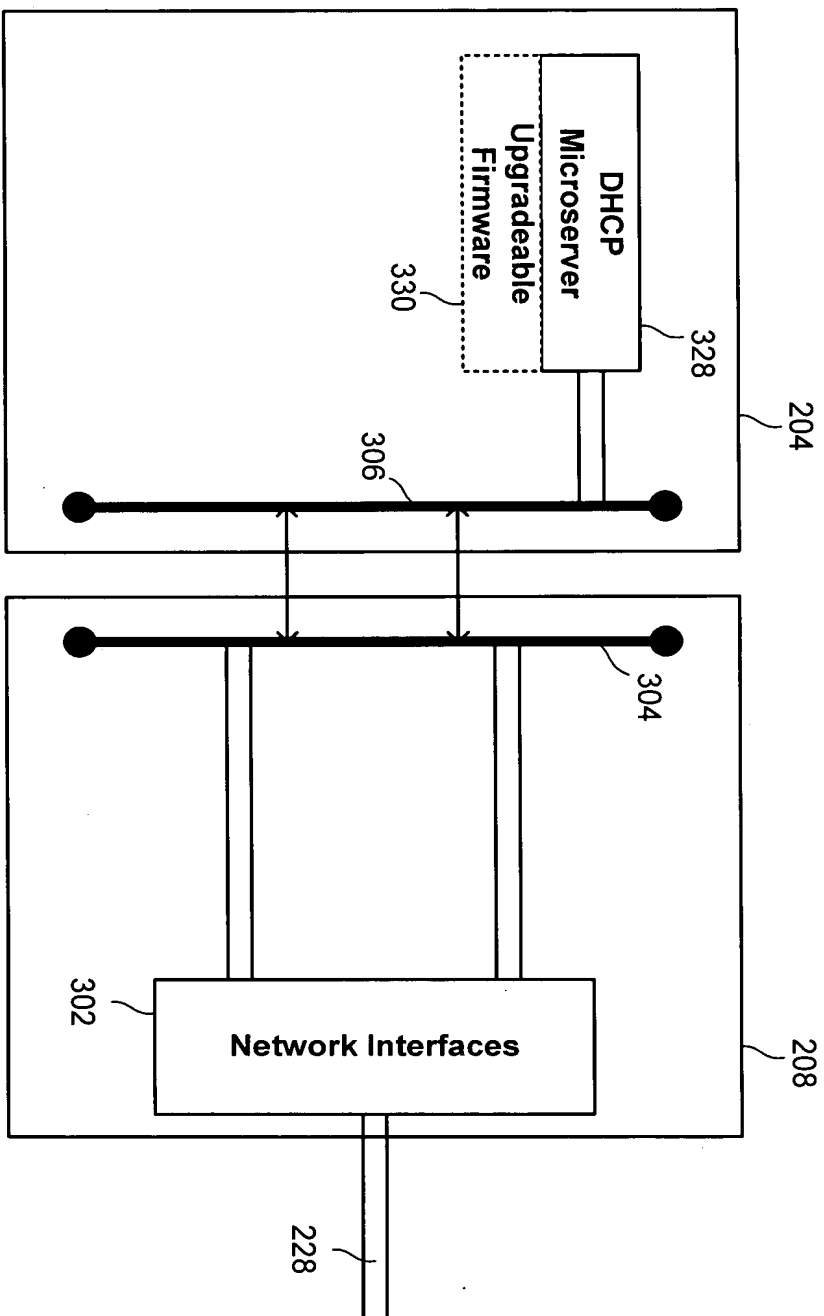 204
328
DHCP
Microserver
Upgradeable
Firmware
330
306
208
304
Network Interfaces
302
228